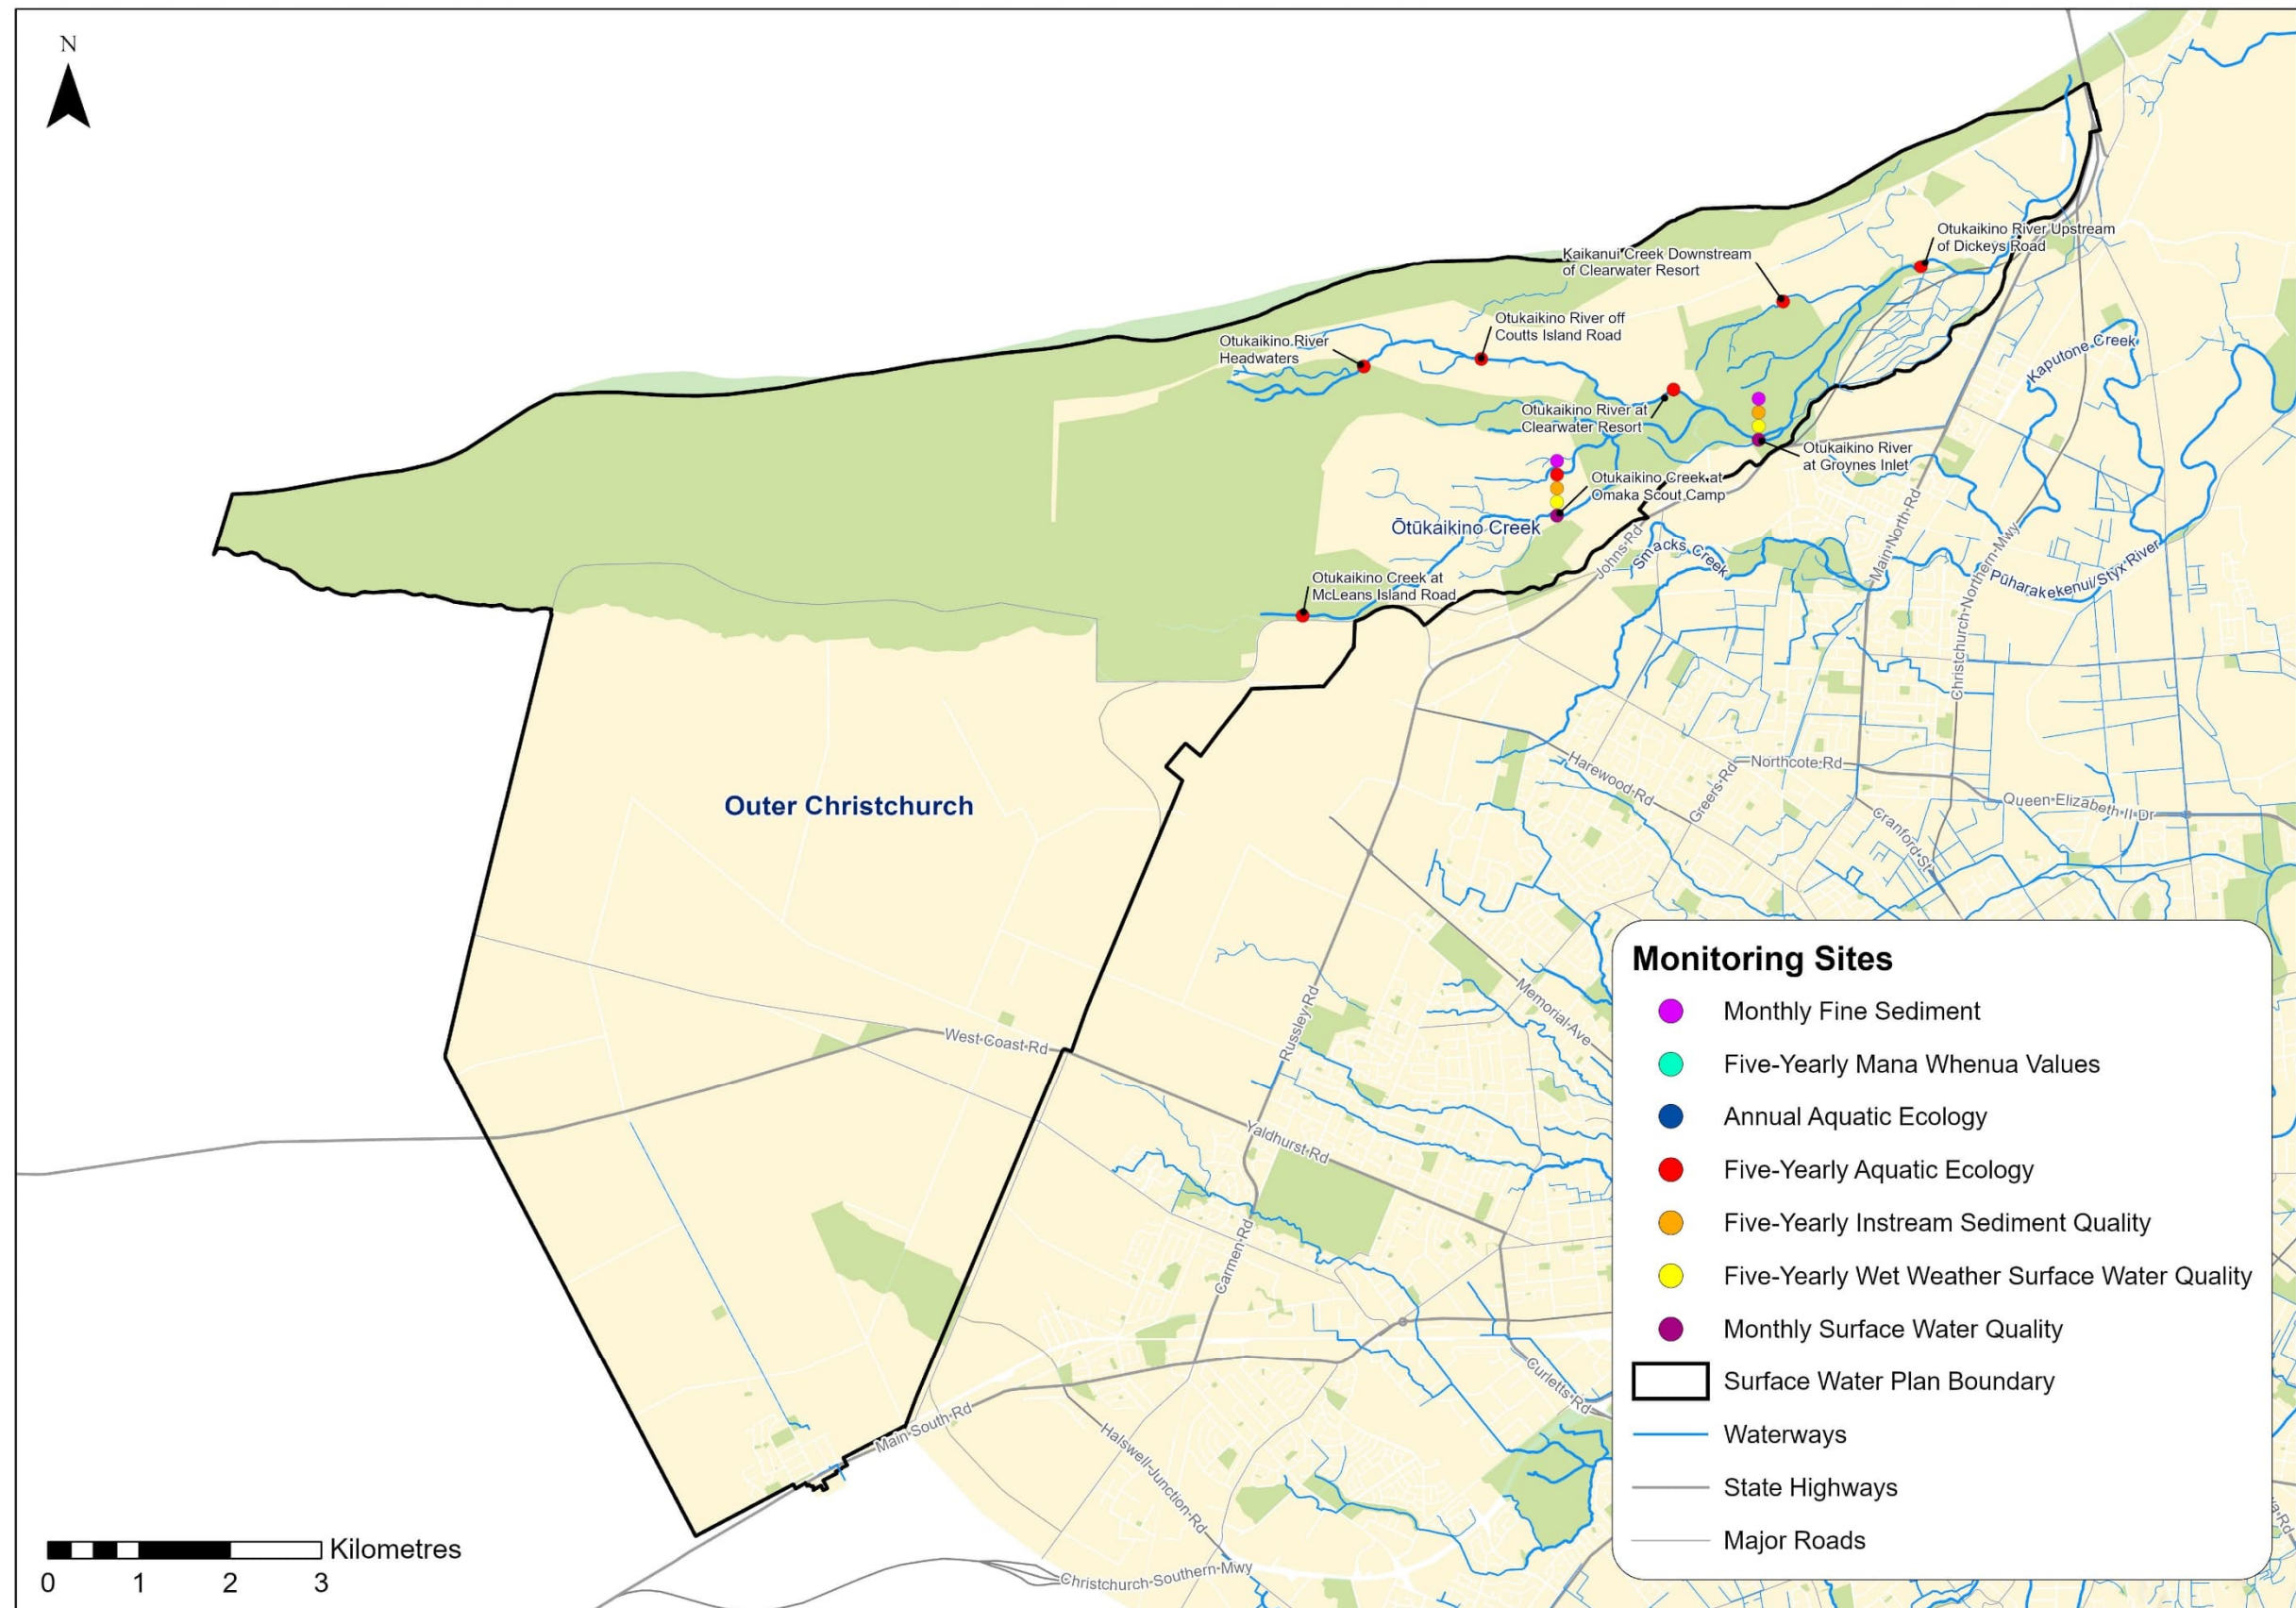 N
Otukaikino River Upstream
of Dickeys Road
Kaikanui Creek Downstream
of Clearwater Resort
Otukaikino River off
Coutts Island Road
Otukaikino River
Headwaters
Kaputone Creek
Otukaikino River at
Clearwater Resort
Otukaikino River
at Groynes Inlet
Otukaikino Creek at
Omaka Scout Camp
Ōtūkaikino Creek
Johns Rd
Smacks Creek
Main North Rd
Christchurch Northern Mwy
Pūharakekenui/Styx River
Otukaikino Creek at
McLeans Island Road
Harewood Rd
Greers Rd
Northcote Rd
Queen Elizabeth II Dr
Cranford St
Outer Christchurch
West Coast Rd
Russley Rd
Memorial Ave
Yaldhurst Rd
Carmen Rd
Curletts Rd
Main South Rd
Halswell Junction Rd
Christchurch Southern Mwy
Monitoring Sites
Monthly Fine Sediment
Five-Yearly Mana Whenua Values
Annual Aquatic Ecology
Five-Yearly Aquatic Ecology
Five-Yearly Instream Sediment Quality
Five-Yearly Wet Weather Surface Water Quality
Monthly Surface Water Quality
Surface Water Plan Boundary
Waterways
State Highways
Major Roads
Kilometres
0 1 2 3